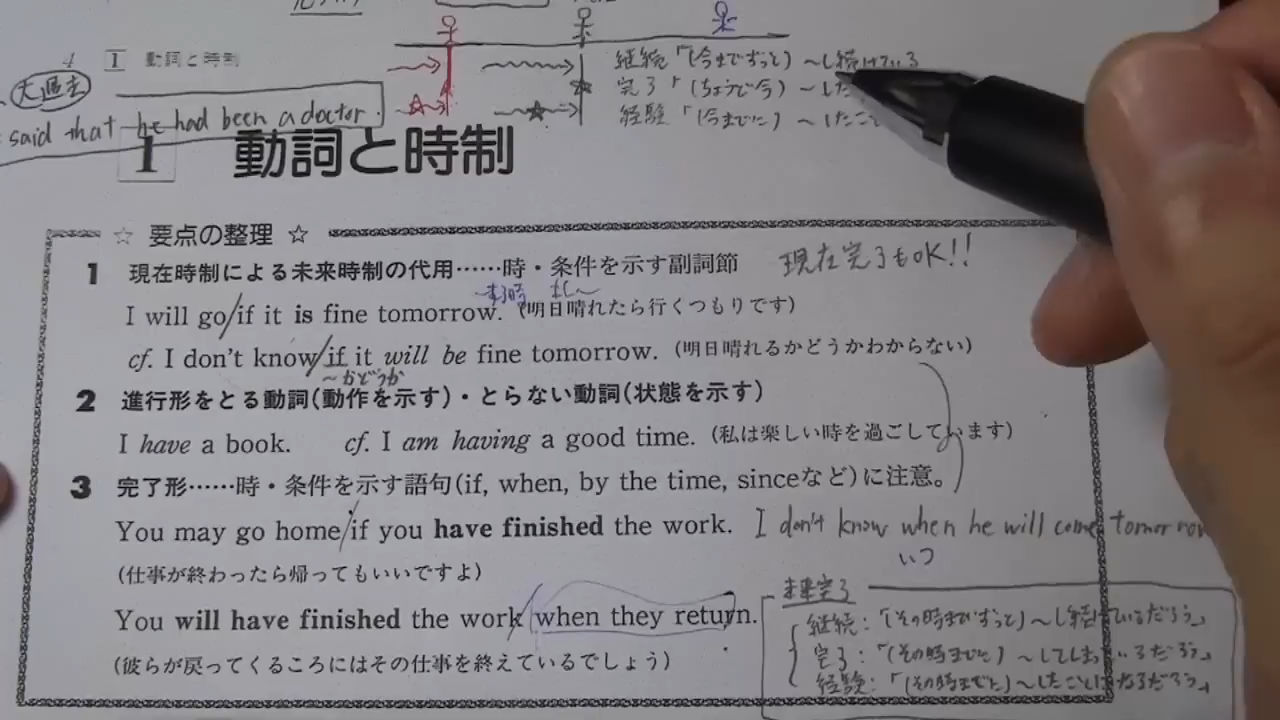 4 1 動詞と時制
大過去
said that he had been a doctor.
継続「(今までずっと)~し続けている
完了「(ちょうど今)~した
経験「(今までに)~したこと
1 動詞と時制
☆ 要点の整理 ☆
1 現在時制による未来時制の代用……時・条件を示す副詞節 現在完了もOK!!
~する時 もし~
I will go/if it is fine tomorrow. (明日晴れたら行くつもりです)
cf. I don't know/if it will be fine tomorrow. (明日晴れるかどうかわからない)
~かどうか
2 進行形をとる動詞(動作を示す)・とらない動詞(状態を示す)
I have a book. cf. I am having a good time. (私は楽しい時を過ごしています)
3 完了形……時・条件を示す語句(if, when, by the time, sinceなど)に注意。
You may go home/if you have finished the work. I don't know when he will come tomorrow
いつ
(仕事が終わったら帰ってもいいですよ)
未来完了
You will have finished the work/when they return.
(彼らが戻ってくるころにはその仕事を終えているでしょう)
継続:「(その時までずっと)~し続けているだろう」
完了:「(その時までに)~してしまっているだろう」
経験:「(その時までに)~したことになるだろう」